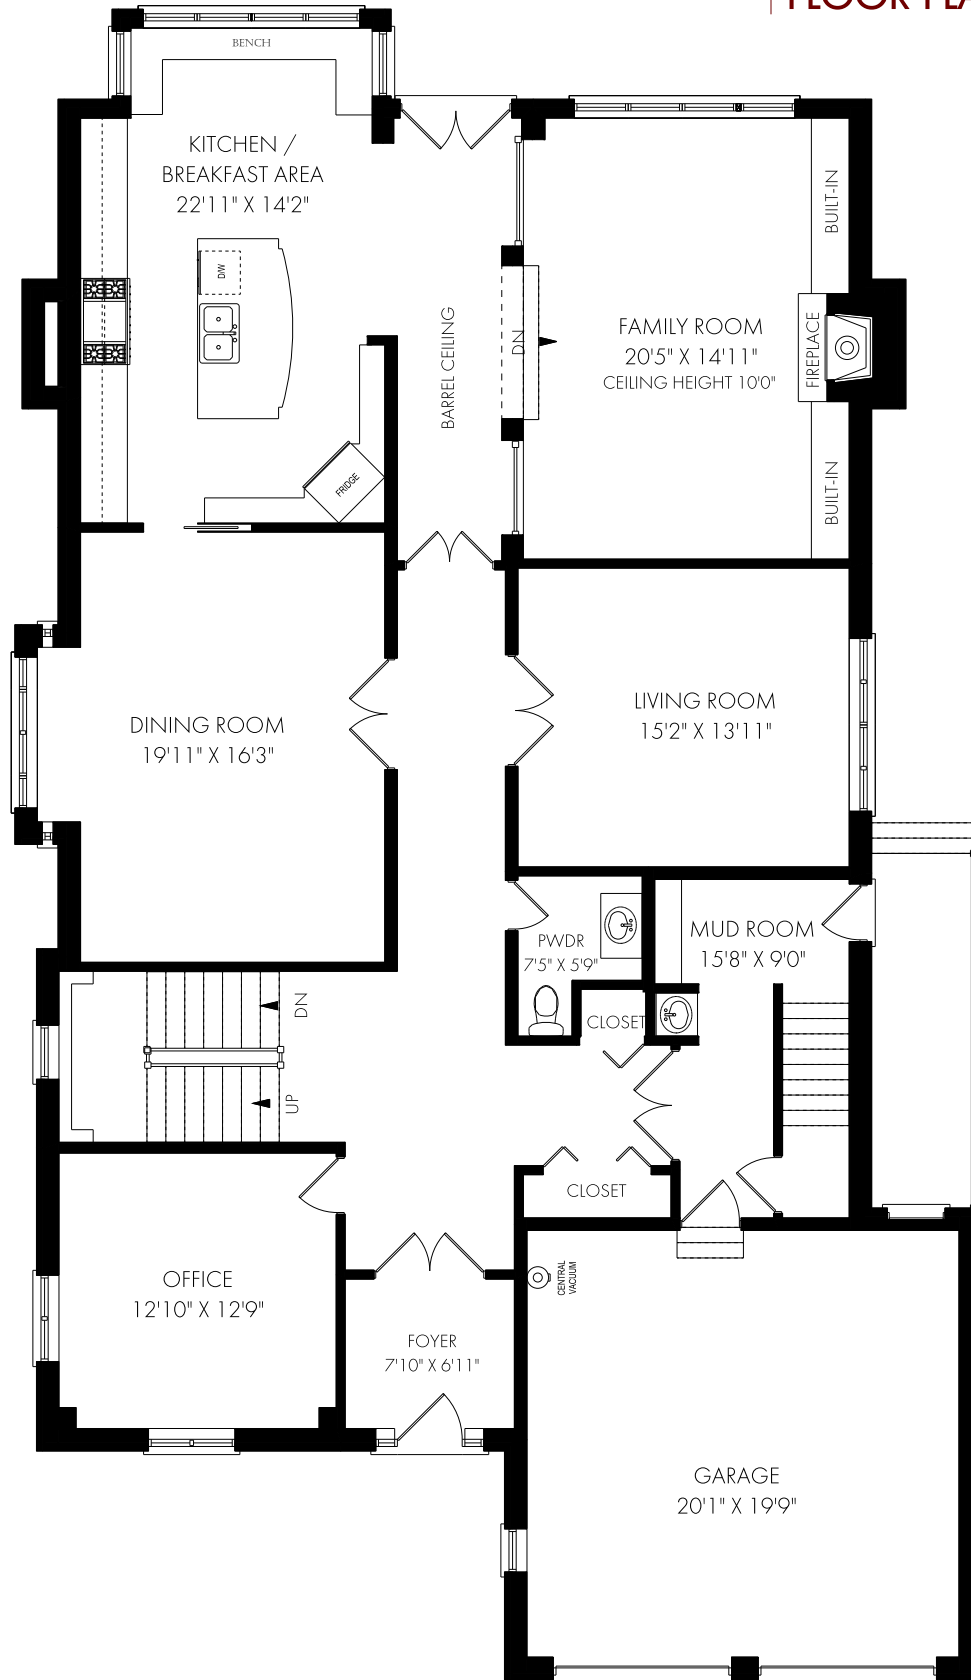 BENCH
KITCHEN /
BREAKFAST AREA
22'11" X 14'2"
D/W
BUILT-IN
BARREL CEILING
DN
FAMILY ROOM
20'5" X 14'11"
CEILING HEIGHT 10'0"
FIREPLACE
FRIDGE
BUILT-IN
DINING ROOM
19'11" X 16'3"
LIVING ROOM
15'2" X 13'11"
PWDR
7'5" X 5'9"
MUD ROOM
15'8" X 9'0"
DN
CLOSET
UP
CLOSET
OFFICE
12'10" X 12'9"
CENTRAL
VACUUM
FOYER
7'10" X 6'11"
GARAGE
20'1" X 19'9"